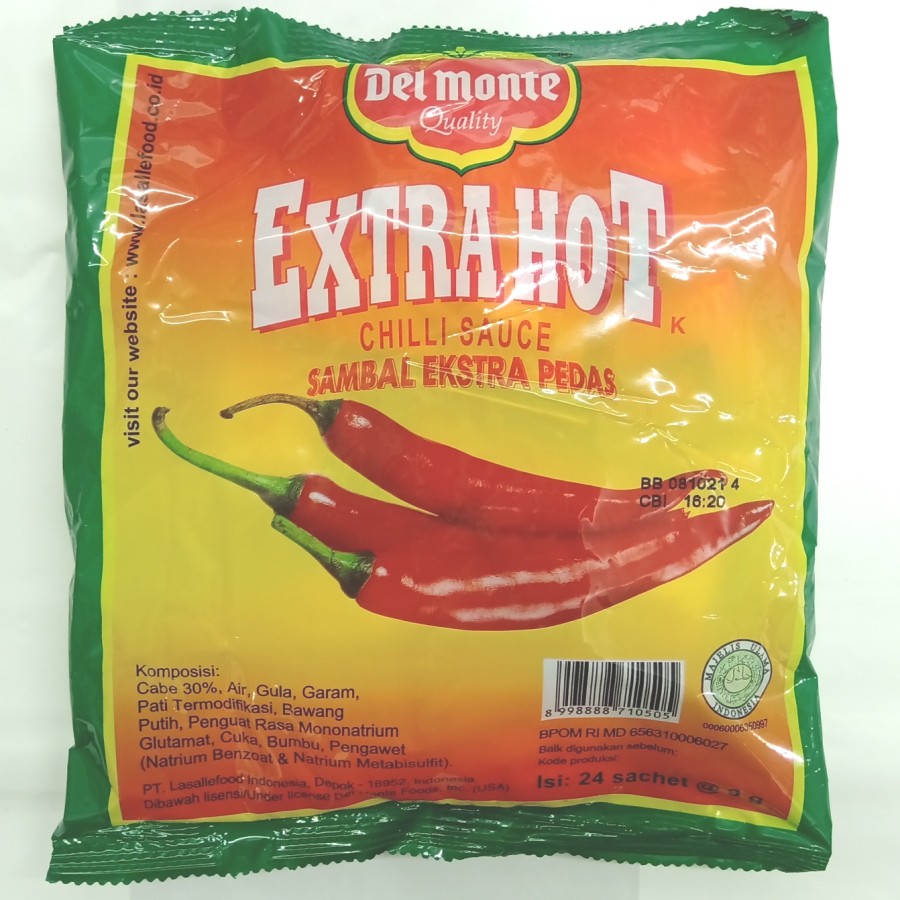 Del Monte
Quality
EXTRA HOT
K
CHILLI SAUCE
SAMBAL EKSTRA PEDAS
visit our website : www.lasallefood.co.id
BB 081021 4
CBI 16:20
Komposisi:
Cabe 30%, Air, Gula, Garam,
Pati Termodifikasi, Bawang
Putih, Penguat Rasa Mononatrium
Glutamat, Cuka, Bumbu, Pengawet
(Natrium Benzoat & Natrium Metabisulfit).
PT. Lasallefood Indonesia, Depok - 16952, Indonesia
Dibawah lisensi/Under license Del Monte Foods, Inc. (USA)
8 998888 710505
MAJELIS ULAMA
INDONESIA
حلال
00060006350997
BPOM RI MD 656310006027
Baik digunakan sebelum:
Kode produksi:
Isi: 24 sachet @ 9 g